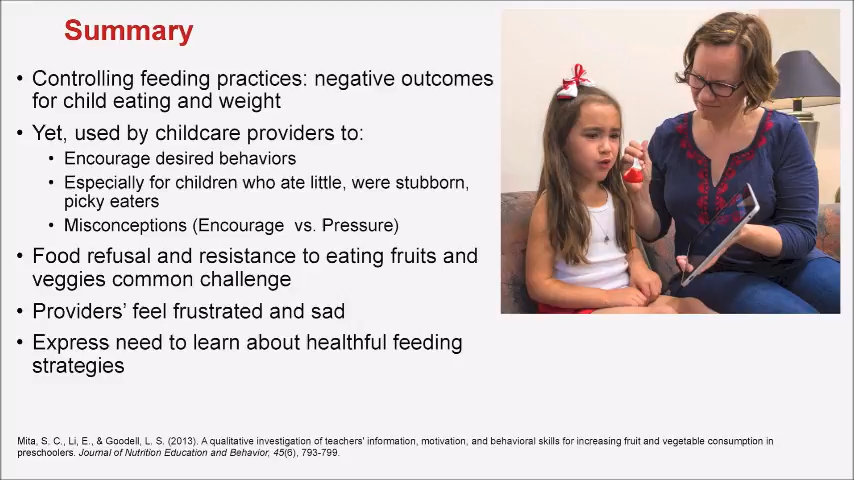 Summary
• Controlling feeding practices: negative outcomes
for child eating and weight
• Yet, used by childcare providers to:
• Encourage desired behaviors
• Especially for children who ate little, were stubborn,
picky eaters
• Misconceptions (Encourage vs. Pressure)
• Food refusal and resistance to eating fruits and
veggies common challenge
• Providers’ feel frustrated and sad
• Express need to learn about healthful feeding
strategies
Mita, S. C., Li, E., & Goodell, L. S. (2013). A qualitative investigation of teachers’ information, motivation, and behavioral skills for increasing fruit and vegetable consumption in
preschoolers. Journal of Nutrition Education and Behavior, 45(6), 793-799.